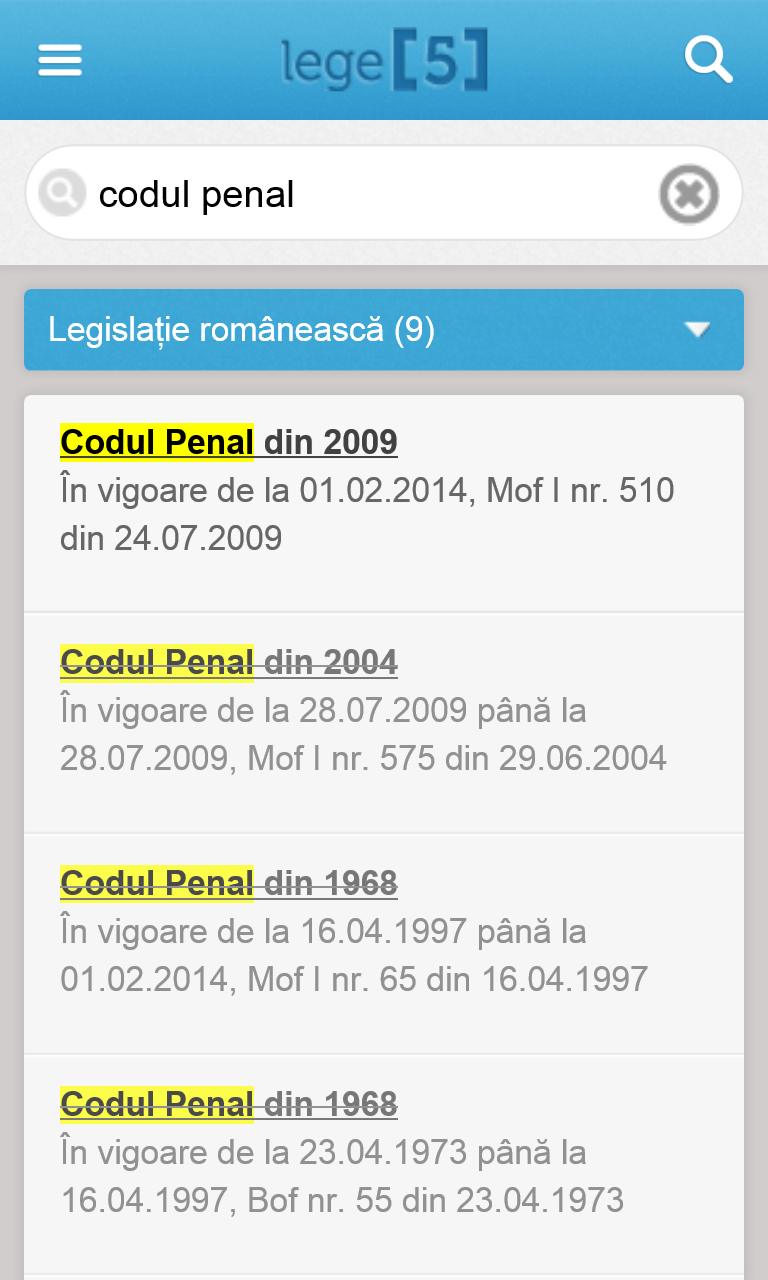 lege[5]
codul penal
Legislație românească (9)
Codul Penal din 2009
În vigoare de la 01.02.2014, Mof I nr. 510
din 24.07.2009
Codul Penal din 2004
În vigoare de la 28.07.2009 până la
28.07.2009, Mof I nr. 575 din 29.06.2004
Codul Penal din 1968
În vigoare de la 16.04.1997 până la
01.02.2014, Mof I nr. 65 din 16.04.1997
Codul Penal din 1968
În vigoare de la 23.04.1973 până la
16.04.1997, Bof nr. 55 din 23.04.1973